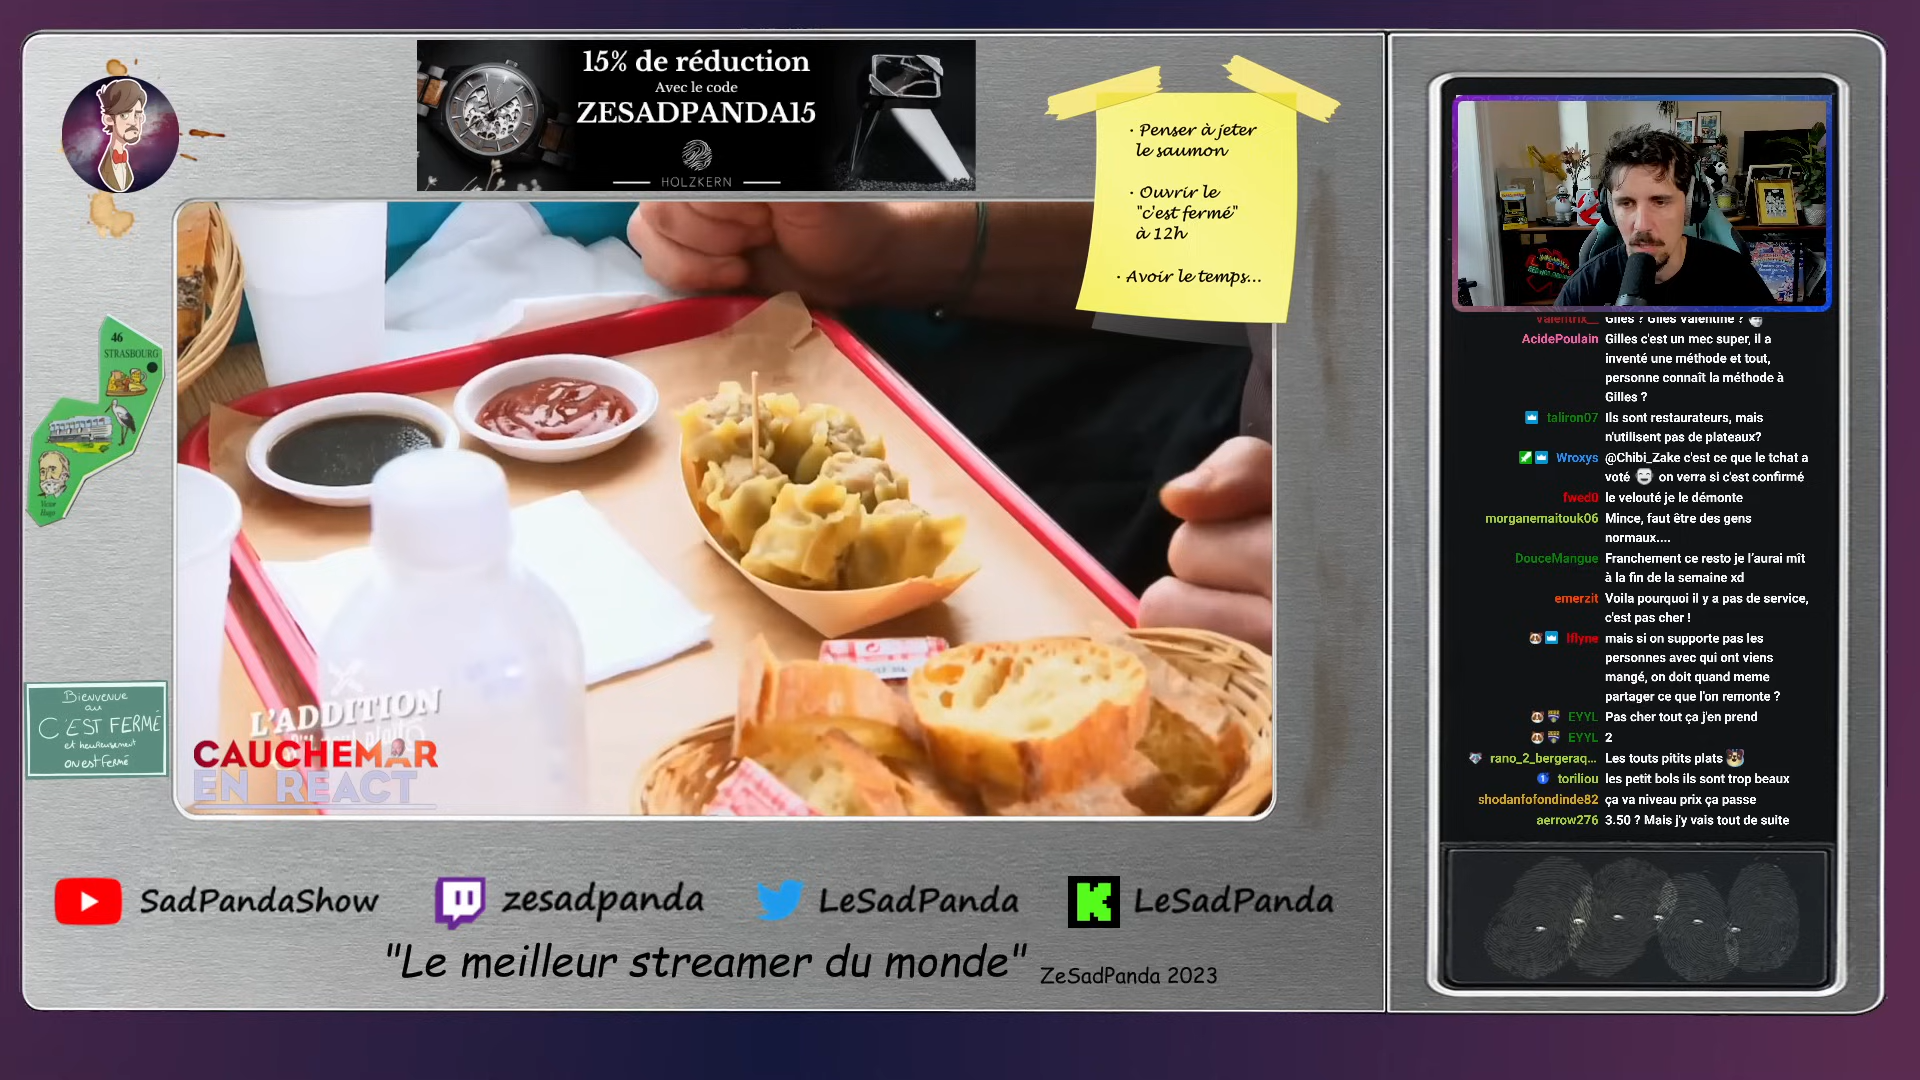 15% de réduction
Avec le code
ZESADPANDA15
HOLZKERN
· Penser à jeter
le saumon
· Ouvrir le
"c'est fermé"
à 12h
· Avoir le temps...
46
STRASBOURG
Victor
Hugo
Bienvenue
au
C'EST FERMÉ
et heureusement
on est fermé
L'ADDITION
CAUCHEMAR
EN REACT
Valentrix__ Giles ? Giles Valentine ?
AcidePoulain Gilles c'est un mec super, il a
inventé une méthode et tout,
personne connaît la méthode à
Gilles ?
taliron07 Ils sont restaurateurs, mais
n'utilisent pas de plateaux?
Wroxys @Chibi_Zake c'est ce que le tchat a
voté on verra si c'est confirmé
fwed0 le velouté je le démonte
morganemaitouk06 Mince, faut être des gens
normaux....
DouceMangue Franchement ce resto je l'aurai mît
à la fin de la semaine xd
emerzit Voila pourquoi il y a pas de service,
c'est pas cher !
Iflyne mais si on supporte pas les
personnes avec qui ont viens
mangé, on doit quand meme
partager ce que l'on remonte ?
EYYL Pas cher tout ça j'en prend
EYYL 2
rano_2_bergeraq... Les touts pitits plats
toriliou les petit bols ils sont trop beaux
shodanfofondinde82 ça va niveau prix ça passe
aerrow276 3.50 ? Mais j'y vais tout de suite
SadPandaShow
zesadpanda
LeSadPanda
LeSadPanda
"Le meilleur streamer du monde"
ZeSadPanda 2023